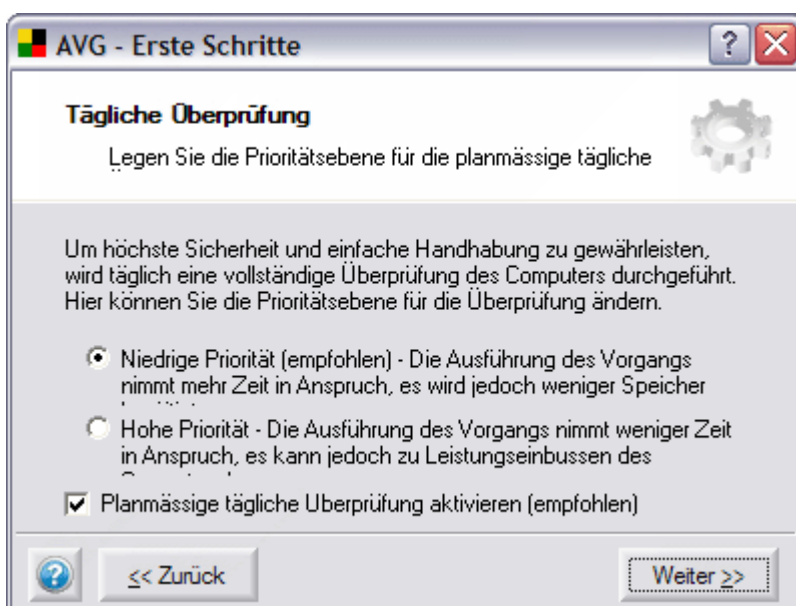 AVG - Erste Schritte
Tägliche Überprüfung
Legen Sie die Prioritätsebene für die planmässige tägliche
Um höchste Sicherheit und einfache Handhabung zu gewährleisten,
wird täglich eine vollständige Überprüfung des Computers durchgeführt.
Hier können Sie die Prioritätsebene für die Überprüfung ändern.
Niedrige Priorität (empfohlen) - Die Ausführung des Vorgangs
nimmt mehr Zeit in Anspruch, es wird jedoch weniger Speicher
Hohe Priorität - Die Ausführung des Vorgangs nimmt weniger Zeit
in Anspruch, es kann jedoch zu Leistungseinbussen des
Planmässige tägliche Überprüfung aktivieren (empfohlen)
<< Zurück
Weiter >>